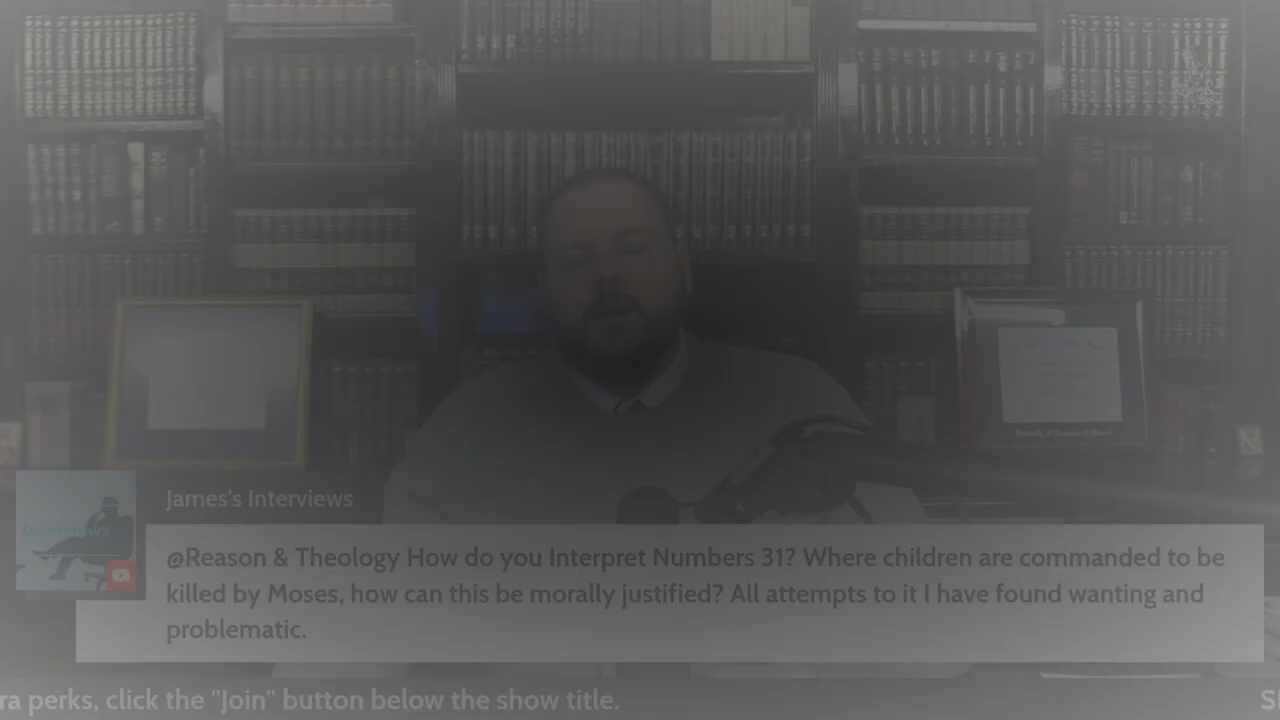 James's Interviews
@Reason & Theology How do you Interpret Numbers 31? Where children are commanded to be
killed by Moses, how can this be morally justified? All attempts to it I have found wanting and
problematic.
ra perks, click the "Join" button below the show title.